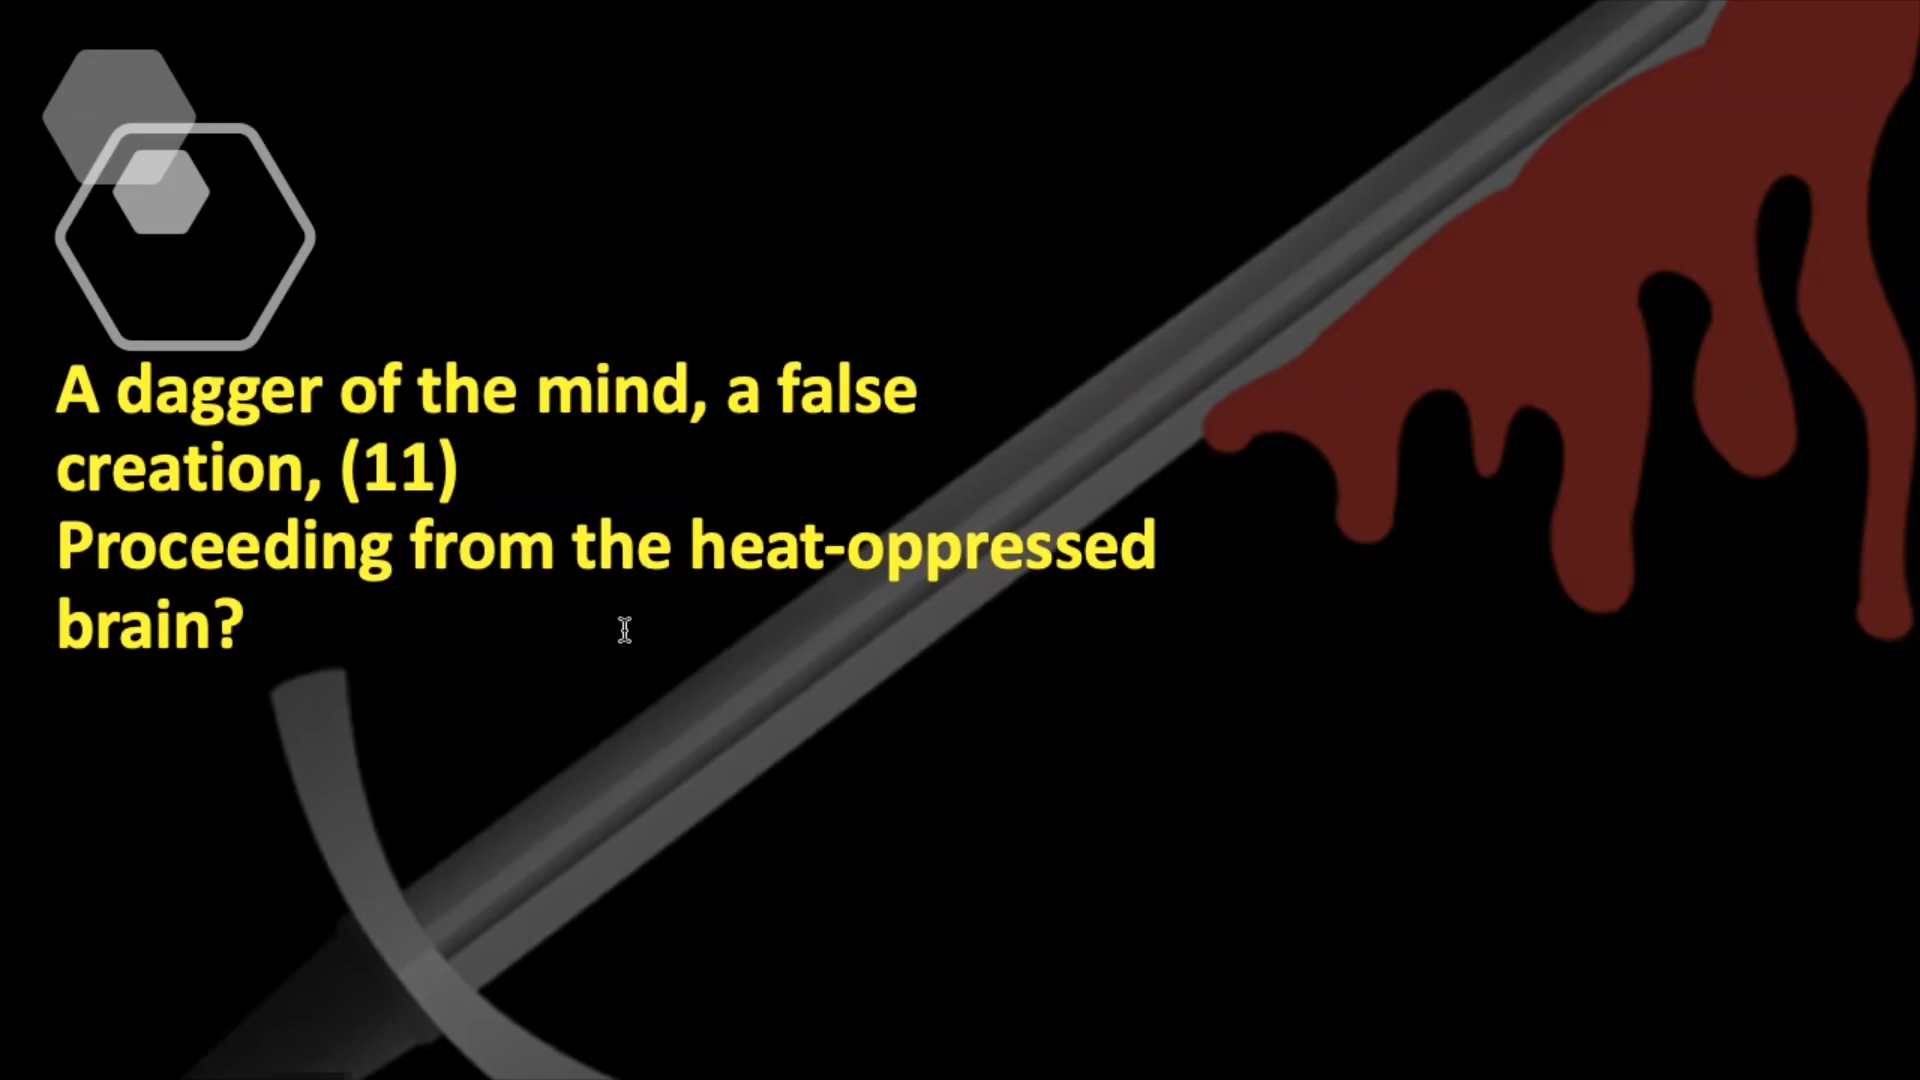 A dagger of the mind, a false
creation, (11)
Proceeding from the heat-oppressed
brain?